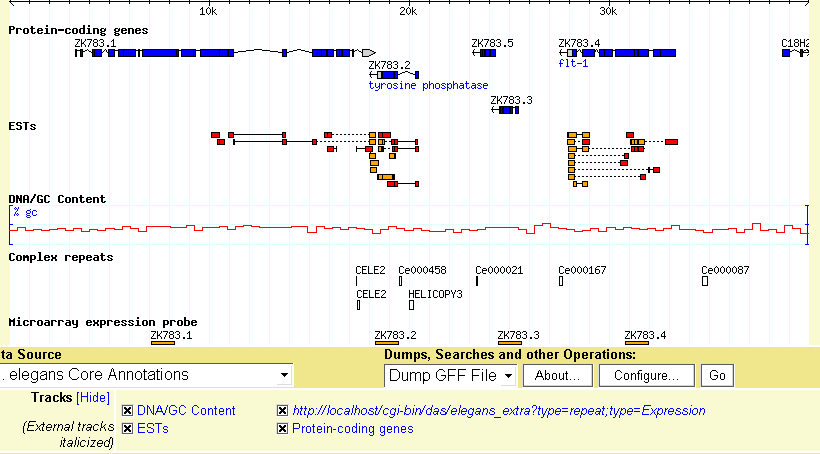 10k 20k 30k
Protein-coding genes
ZK783.1 ZK783.5 ZK783.4 C18H2
ZK783.2 flt-1
tyrosine phosphatase
ZK783.3
ESTs
DNA/GC Content
% gc
Complex repeats
CELE2 Ce000458 Ce000021 Ce000167 Ce000087
CELE2 HELICOPY3
Microarray expression probe
ZK783.1 ZK783.2 ZK783.3 ZK783.4
ta Source Dumps, Searches and other Operations:
. elegans Core Annotations Dump GFF File About... Configure... Go
Tracks [Hide]
DNA/GC Content http://localhost/cgi-bin/das/elegans_extra?type=repeat;type=Expression
(External tracks italicized) ESTs Protein-coding genes